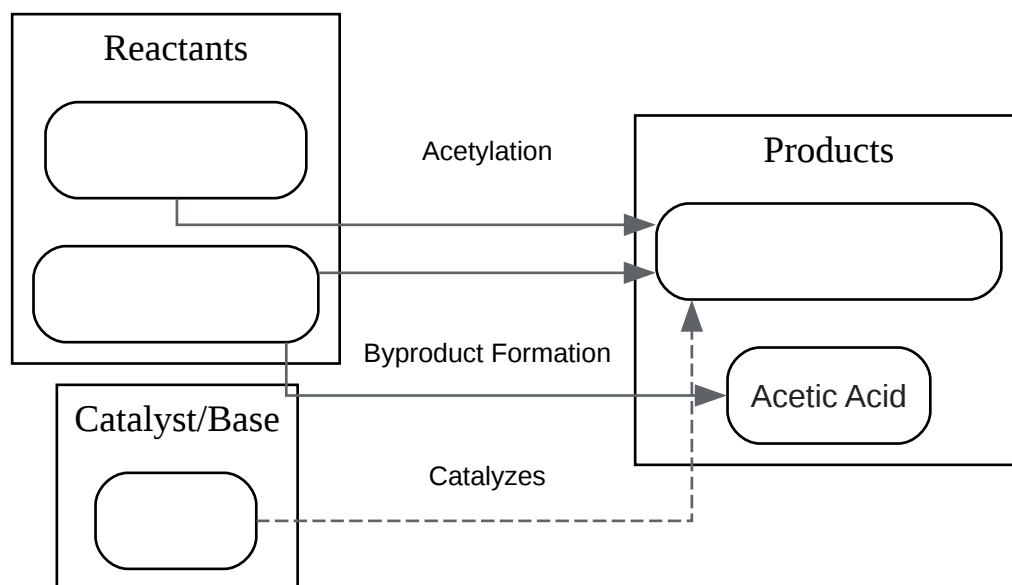 Reactants
Acetylation
Products
Byproduct Formation
Acetic Acid
Catalyst/Base
Catalyzes